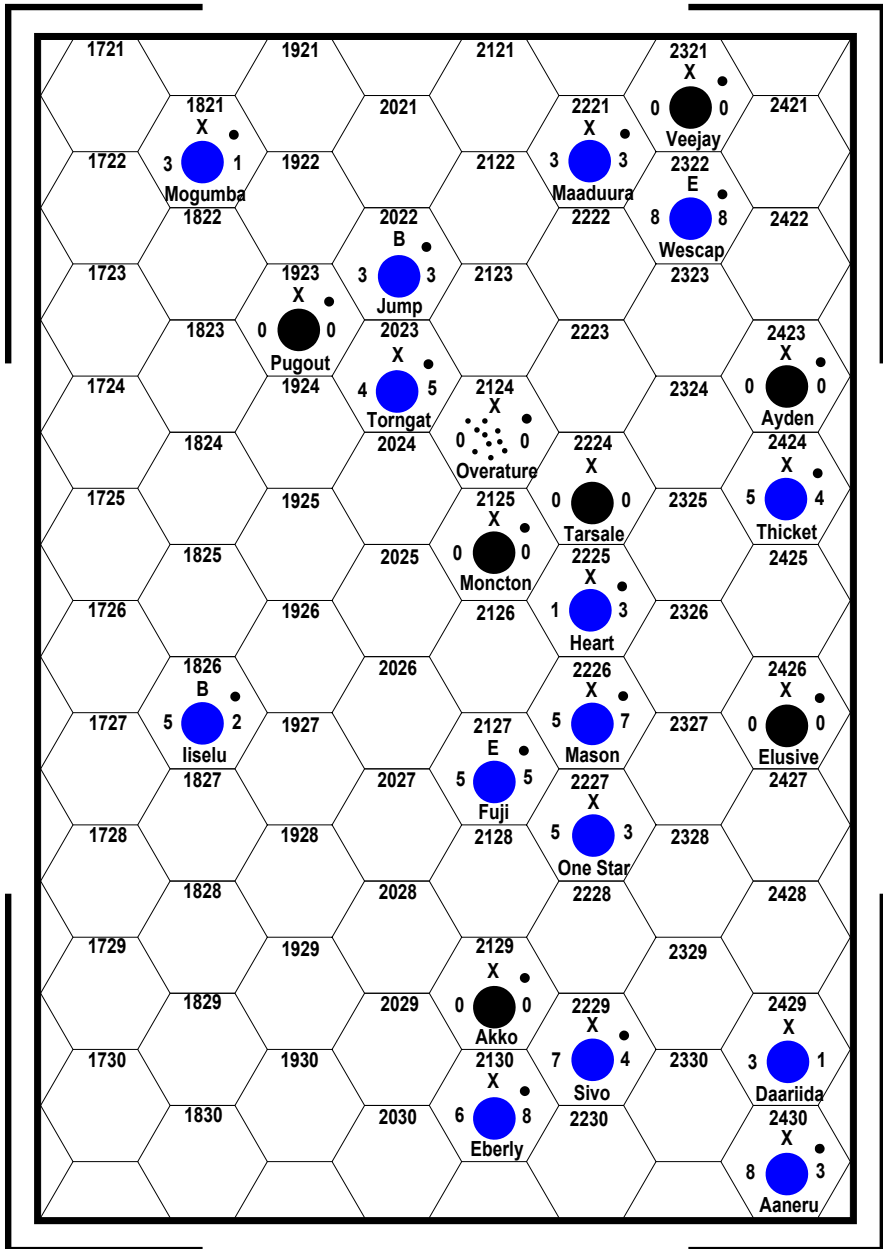 1721 1921 2121 2321
X
0 0
Veejay
1821 2021 2221 2421
X X
3 1 3 3
Mogumba Maaduura
1722 1922 2122 2322
E
8 8
Wescap
1822 2022 2222 2422
B
3 3
Jump
1723 1923 2123 2323
X
0 0
Pugout
1823 2023 2223 2423
X X
4 5 0 0
Torngat Ayden
1724 1924 2124 2324
X
0 0
Overature
1824 2024 2224 2424
X X
0 0 5 4
Tarsale Thicket
1725 1925 2125 2325
X
0 0
Moncton
1825 2025 2225 2425
X
1 3
Heart
1726 1926 2126 2326
1826 2026 2226 2426
B X X
5 2 5 7 0 0
Iiselu Mason Elusive
1727 1927 2127 2327
E
5 5
Fuji
1827 2027 2227 2427
X
5 3
One Star
1728 1928 2128 2328
1828 2028 2228 2428
1729 1929 2129 2329
X
0 0
Akko
1829 2029 2229 2429
X X
7 4 3 1
Sivo Daariida
1730 1930 2130 2330
X
6 8
Eberly
1830 2030 2230 2430
X
8 3
Aaneru